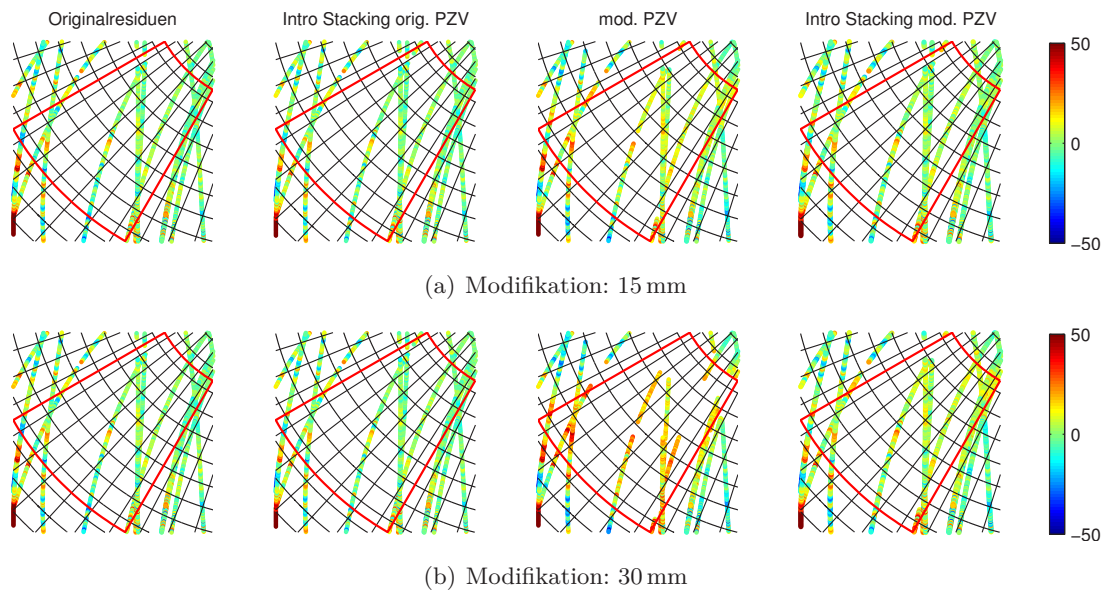 Originalresiduen
Intro Stacking orig. PZV
mod. PZV
Intro Stacking mod. PZV
50
0
−50
(a) Modifikation: 15 mm
50
0
−50
(b) Modifikation: 30 mm